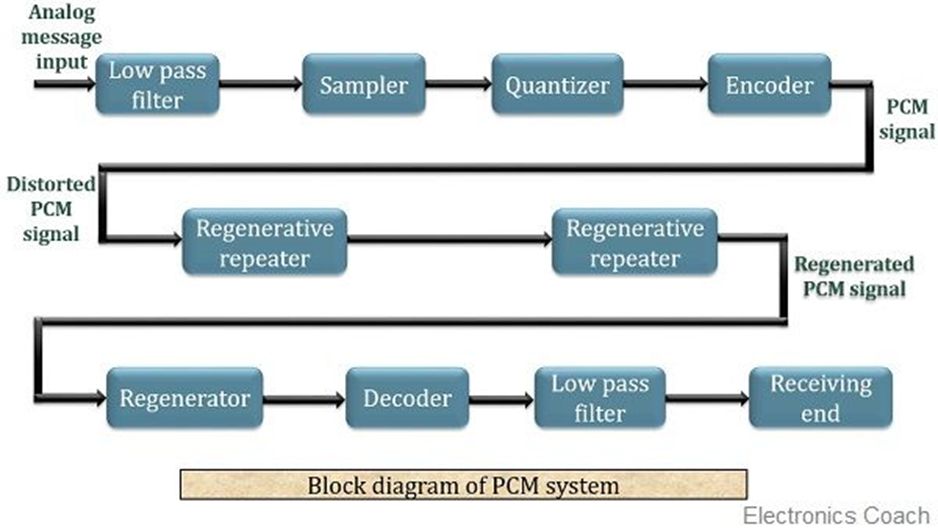 Analog
message
input
Low pass
filter
Sampler
Quantizer
Encoder
PCM
signal
Distorted
PCM
signal
Regenerative
repeater
Regenerative
repeater
Regenerated
PCM signal
Regenerator
Decoder
Low pass
filter
Receiving
end
Block diagram of PCM system
Electronics Coach